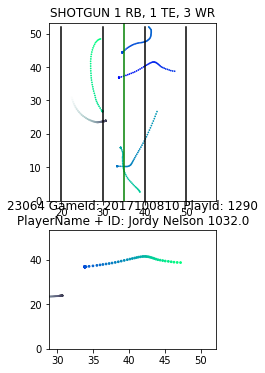 SHOTGUN 1 RB, 1 TE, 3 WR
50
40
30
20
10
0
20 30 40 50
23064 GameId: 2017100810 PlayId: 1290
PlayerName + ID: Jordy Nelson 1032.0
40
20
0
30 35 40 45 50